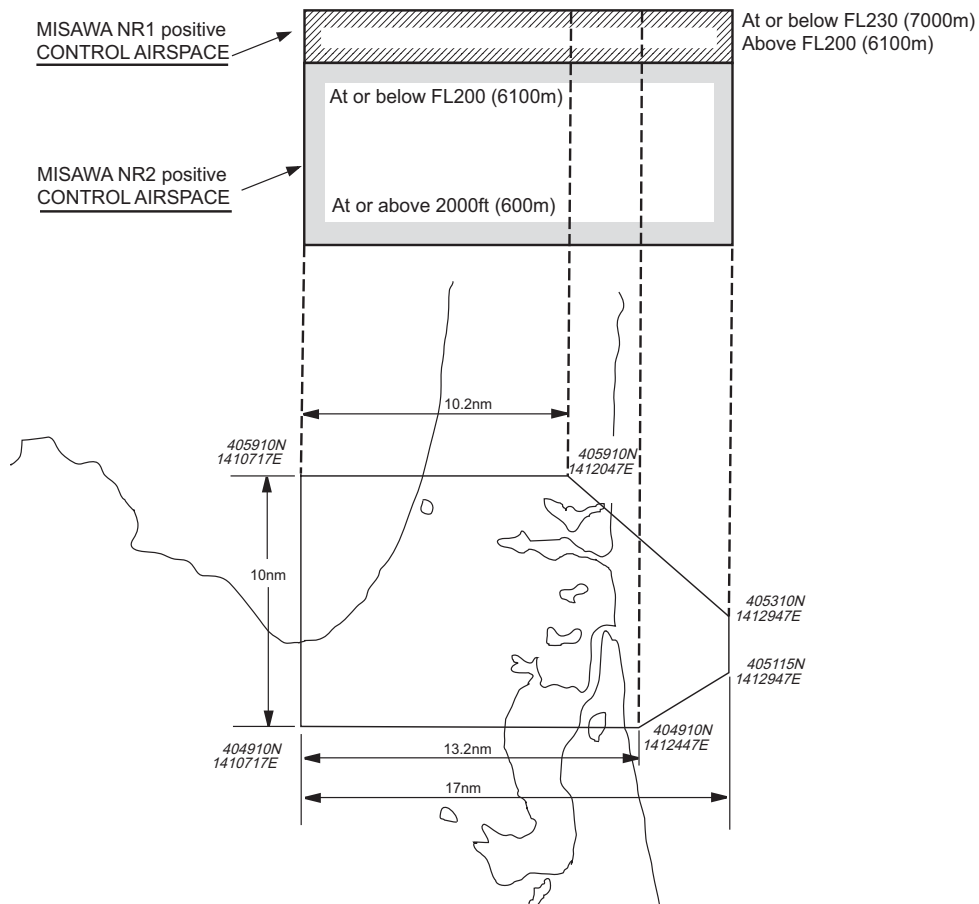 MISAWA NR1 positive
CONTROL AIRSPACE
At or below FL230 (7000m)
Above FL200 (6100m)
At or below FL200 (6100m)
MISAWA NR2 positive
CONTROL AIRSPACE
At or above 2000ft (600m)
10.2nm
405910N
1410717E
405910N
1412047E
10nm
405310N
1412947E
405115N
1412947E
404910N
1410717E
13.2nm
404910N
1412447E
17nm